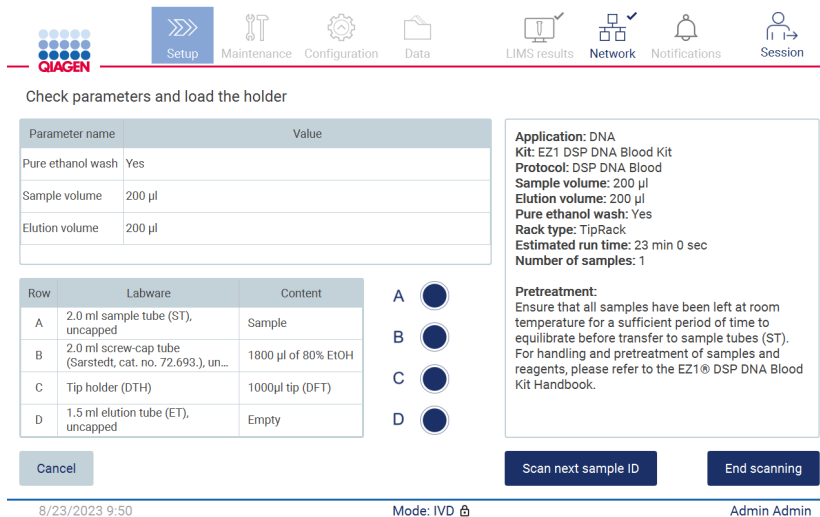 QIAGEN
Setup
Maintenance
Configuration
Data
LIMS results
Network
Notifications
Session
Check parameters and load the holder
Parameter name Value
Pure ethanol wash Yes
Sample volume 200 µl
Elution volume 200 µl
Row Labware Content
A 2.0 ml sample tube (ST),
uncapped Sample
B 2.0 ml screw-cap tube
(Sarstedt, cat. no. 72.693.), un... 1800 µl of 80% EtOH
C Tip holder (DTH) 1000µl tip (DFT)
D 1.5 ml elution tube (ET),
uncapped Empty
A
B
C
D
Application: DNA
Kit: EZ1 DSP DNA Blood Kit
Protocol: DSP DNA Blood
Sample volume: 200 µl
Elution volume: 200 µl
Pure ethanol wash: Yes
Rack type: TipRack
Estimated run time: 23 min 0 sec
Number of samples: 1
Pretreatment:
Ensure that all samples have been left at room
temperature for a sufficient period of time to
equilibrate before transfer to sample tubes (ST).
For handling and pretreatment of samples and
reagents, please refer to the EZ1® DSP DNA Blood
Kit Handbook.
Cancel
Scan next sample ID
End scanning
8/23/2023 9:50
Mode: IVD
Admin Admin